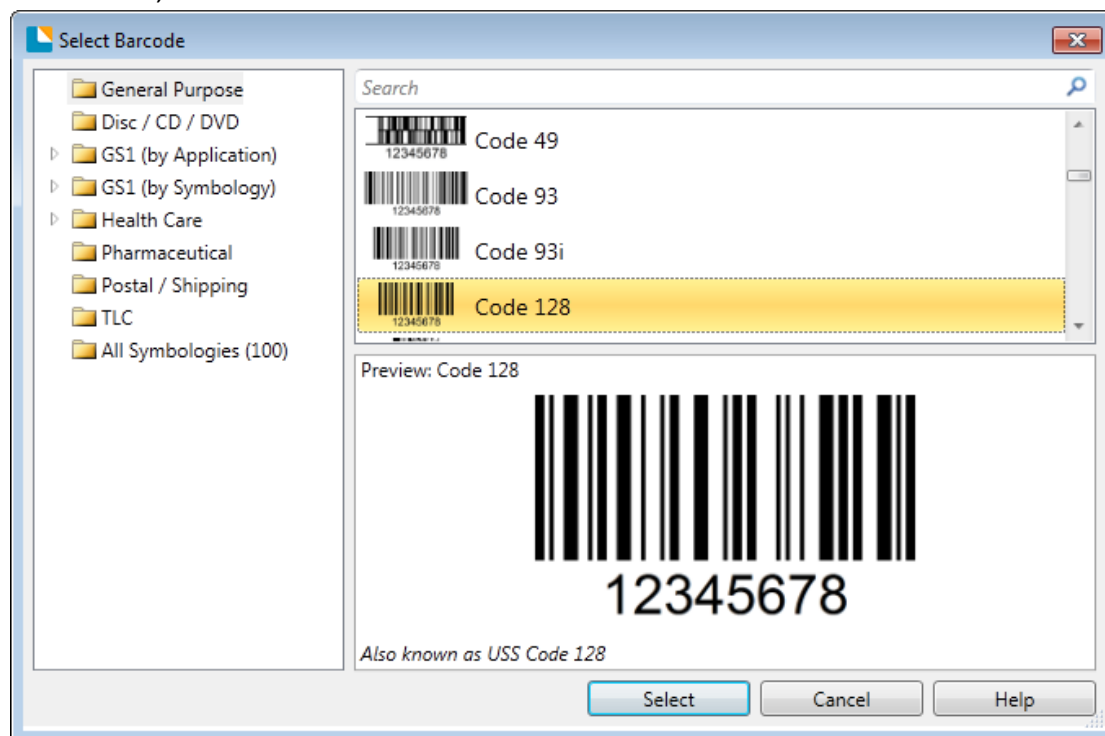 Select Barcode
General Purpose
Disc / CD / DVD
GS1 (by Application)
GS1 (by Symbology)
Health Care
Pharmaceutical
Postal / Shipping
TLC
All Symbologies (100)
Search
12345678
Code 49
12345678
Code 93
12345678
Code 93i
12345678
Code 128
Preview: Code 128
12345678
Also known as USS Code 128
Select
Cancel
Help